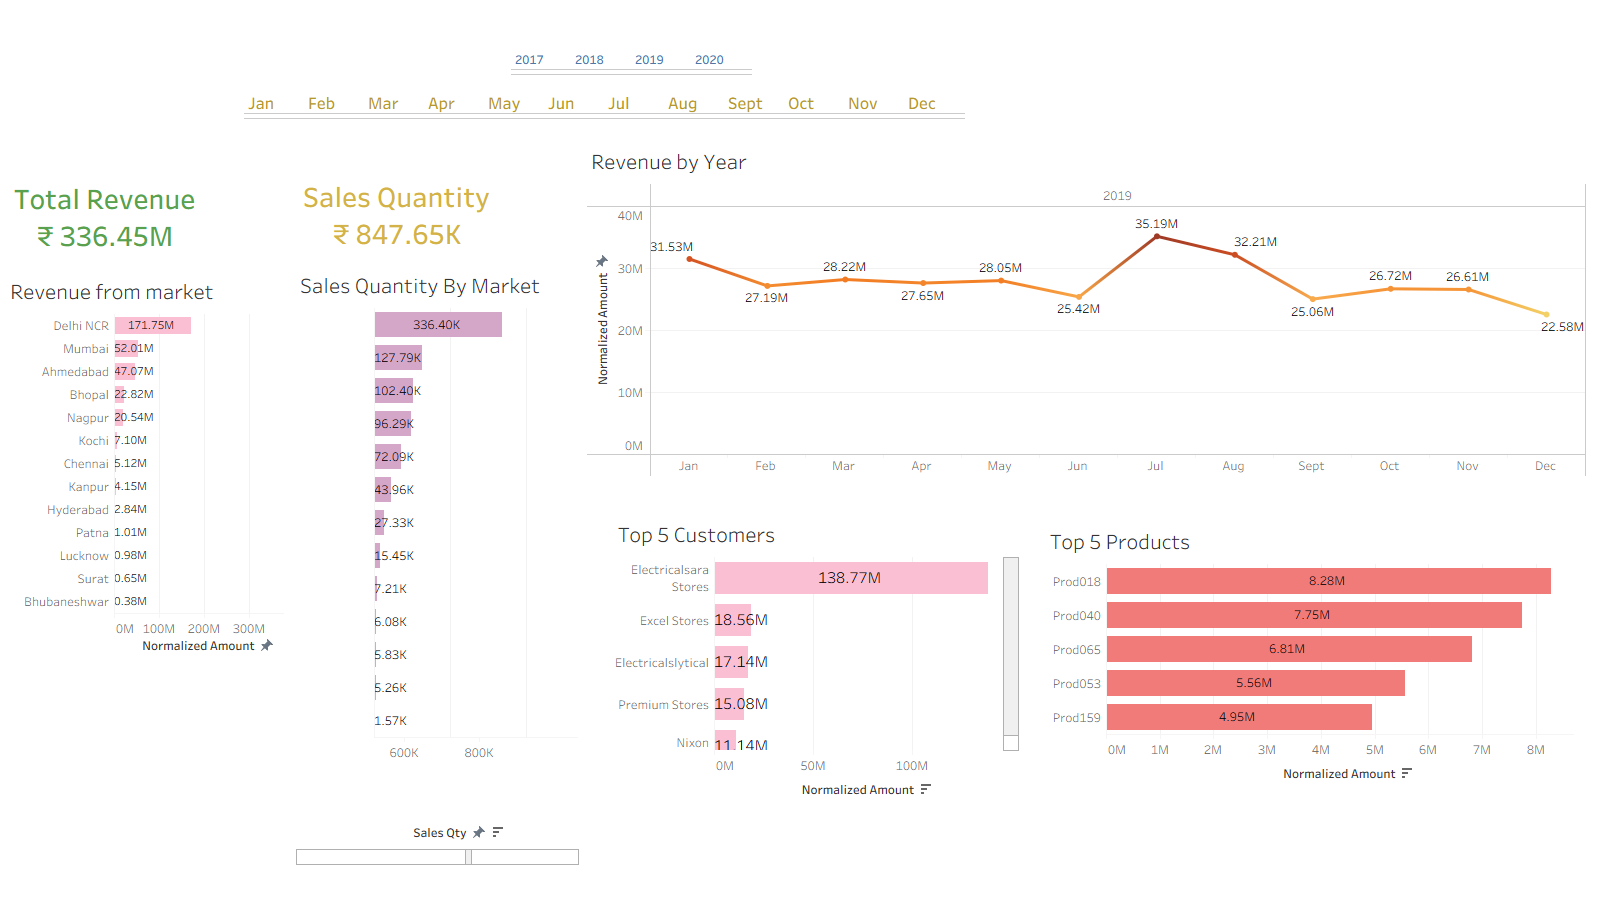 2017 2018 2019 2020
Jan Feb Mar Apr May Jun Jul Aug Sept Oct Nov Dec
Total Revenue
₹ 336.45M
Sales Quantity
₹ 847.65K
Revenue from market
Delhi NCR 171.75M
Mumbai 52.01M
Ahmedabad 47.07M
Bhopal 22.82M
Nagpur 20.54M
Kochi 7.10M
Chennai 5.12M
Kanpur 4.15M
Hyderabad 2.84M
Patna 1.01M
Lucknow 0.98M
Surat 0.65M
Bhubaneshwar 0.38M
0M 100M 200M 300M
Normalized Amount
Sales Quantity By Market
336.40K
127.79K
102.40K
96.29K
72.09K
43.96K
27.33K
15.45K
7.21K
6.08K
5.83K
5.26K
1.57K
600K 800K
Sales Qty
Revenue by Year
2019
Normalized Amount
40M
30M
20M
10M
0M
31.53M
27.19M
28.22M
27.65M
28.05M
25.42M
35.19M
32.21M
25.06M
26.72M
26.61M
22.58M
Jan Feb Mar Apr May Jun Jul Aug Sept Oct Nov Dec
Top 5 Customers
Electricalsara
Stores
138.77M
Excel Stores 18.56M
Electricalslytical 17.14M
Premium Stores 15.08M
Nixon 11.14M
0M 50M 100M
Normalized Amount
Top 5 Products
Prod018 8.28M
Prod040 7.75M
Prod065 6.81M
Prod053 5.56M
Prod159 4.95M
0M 1M 2M 3M 4M 5M 6M 7M 8M
Normalized Amount